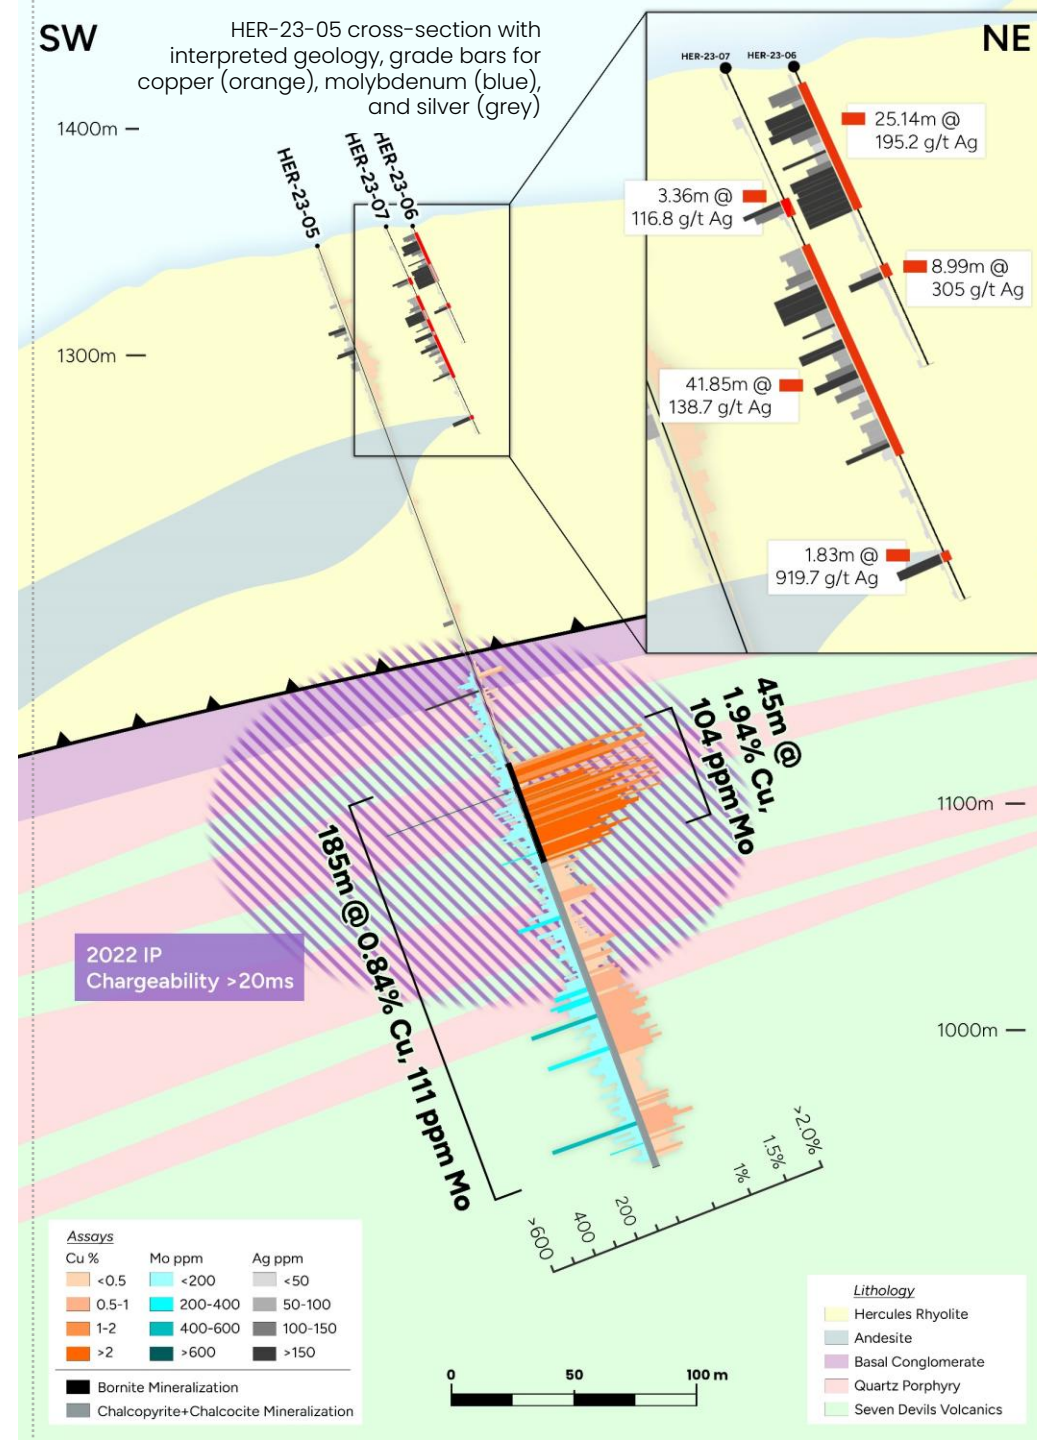 SW
HER-23-05 cross-section with
interpreted geology, grade bars for
copper (orange), molybdenum (blue),
and silver (grey)
NE
1400m
1300m
1100m
1000m
HER-23-05
HER-23-07
HER-23-06
HER-23-07
HER-23-06
25.14m @
195.2 g/t Ag
3.36m @
116.8 g/t Ag
8.99m @
305 g/t Ag
41.85m @
138.7 g/t Ag
1.83m @
919.7 g/t Ag
45m @
1.94% Cu,
104 ppm Mo
185m @ 0.84% Cu, 111 ppm Mo
2022 IP
Chargeability >20ms
>600
400
200
1%
1.5%
>2.0%
Assays
Cu % Mo ppm Ag ppm
<0.5 <200 <50
0.5-1 200-400 50-100
1-2 400-600 100-150
>2 >600 >150
Bornite Mineralization
Chalcopyrite+Chalcocite Mineralization
0 50 100 m
Lithology
Hercules Rhyolite
Andesite
Basal Conglomerate
Quartz Porphyry
Seven Devils Volcanics